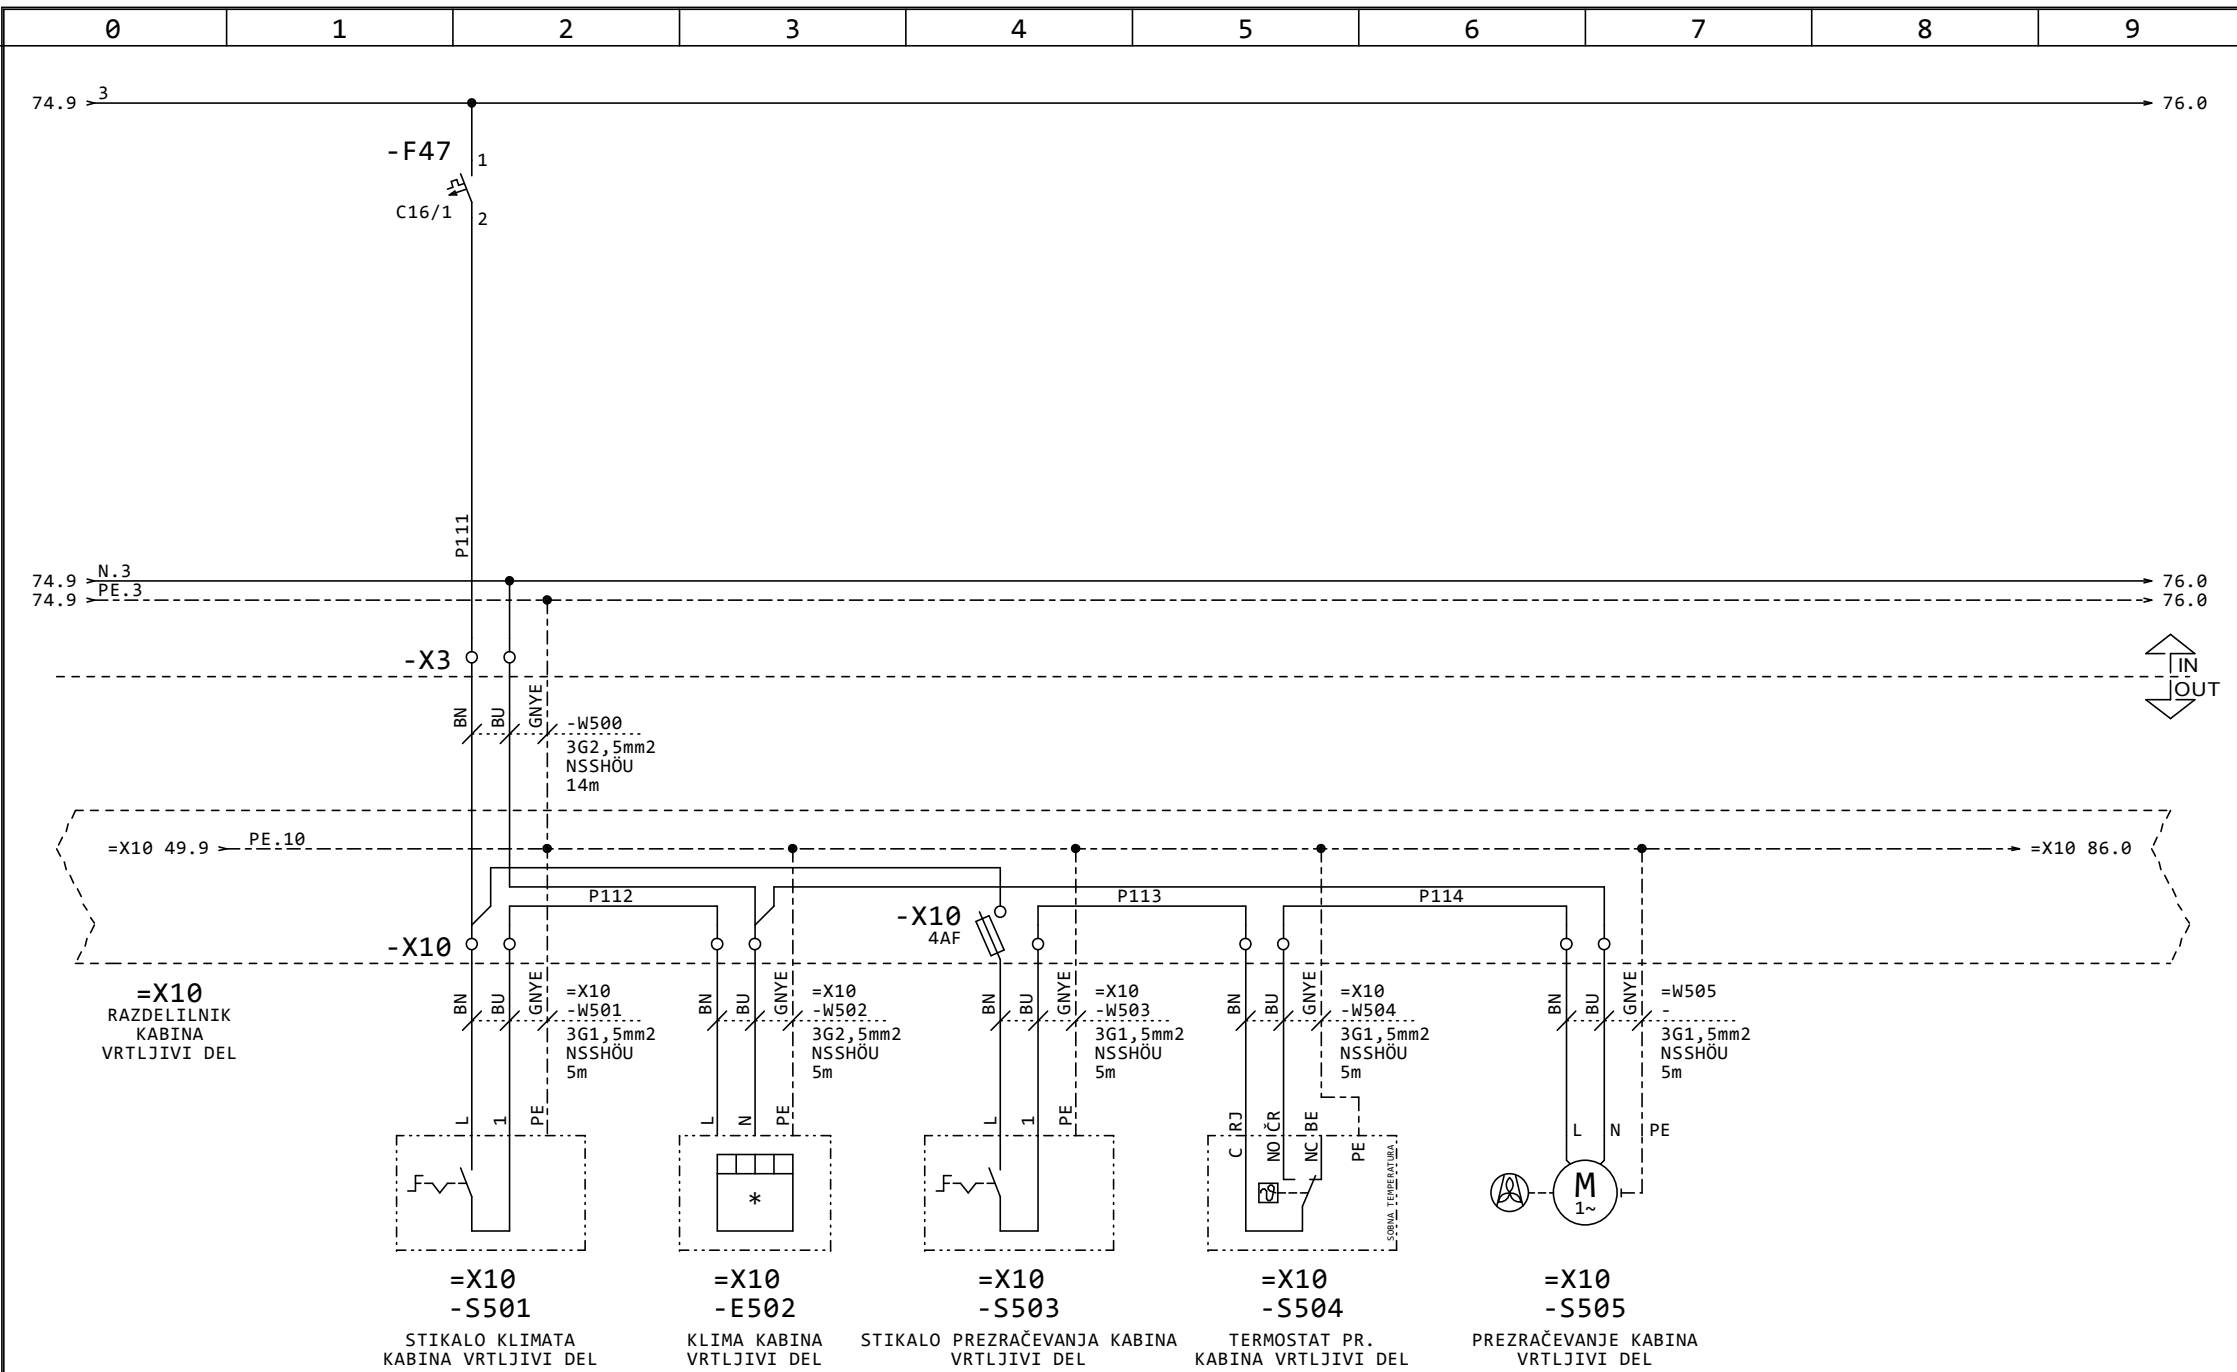 0 1 2 3 4 5 6 7 8 9
74.9 3 76.0
-F47
1
C16/1
2
P111
74.9 N.3 76.0
74.9 PE.3 76.0
-X3
IN
OUT
BN BU GNYE
-W500
3G2,5mm2
NSSHÖU
14m
=X10 49.9 PE.10 =X10 86.0
P112 P113 P114
-X10
4AF
-X10
=X10
RAZDELILNIK
KABINA
VRTLJIVI DEL
BN BU GNYE
=X10
-W501
3G1,5mm2
NSSHÖU
5m
BN BU GNYE
=X10
-W502
3G2,5mm2
NSSHÖU
5m
BN BU GNYE
=X10
-W503
3G1,5mm2
NSSHÖU
5m
BN BU GNYE
=X10
-W504
3G1,5mm2
NSSHÖU
5m
BN BU GNYE
=W505
-
3G1,5mm2
NSSHÖU
5m
L 1 PE
L N PE
*
L 1 PE
C RJ
NO ČR
NC BE
PE
SOBNA TEMPERATURA
L N PE
M
1~
=X10
-S501
STIKALO KLIMATA
KABINA VRTLJIVI DEL
=X10
-E502
KLIMA KABINA
VRTLJIVI DEL
=X10
-S503
STIKALO PREZRAČEVANJA KABINA
VRTLJIVI DEL
=X10
-S504
TERMOSTAT PR.
KABINA VRTLJIVI DEL
=X10
-S505
PREZRAČEVANJE KABINA
VRTLJIVI DEL